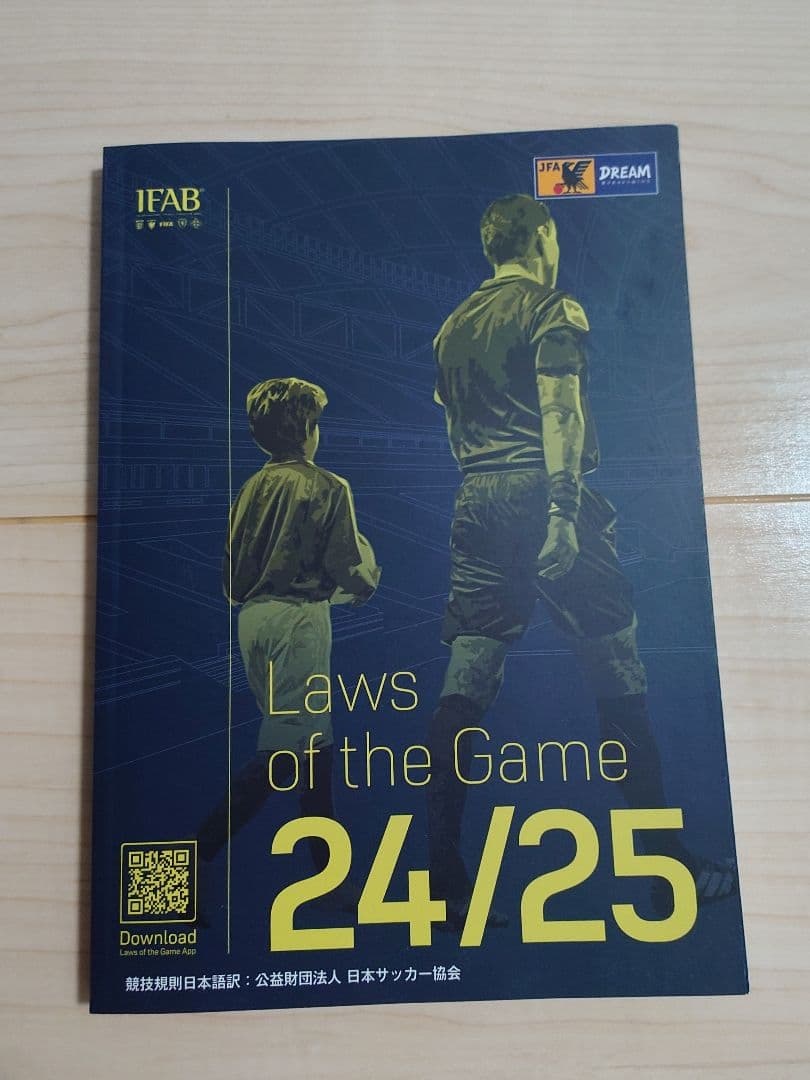 IFAB
FIFA
JFA
DREAM
Laws
of the Game
24/25
Download
Laws of the Game App
競技規則日本語訳：公益財団法人 日本サッカー協会